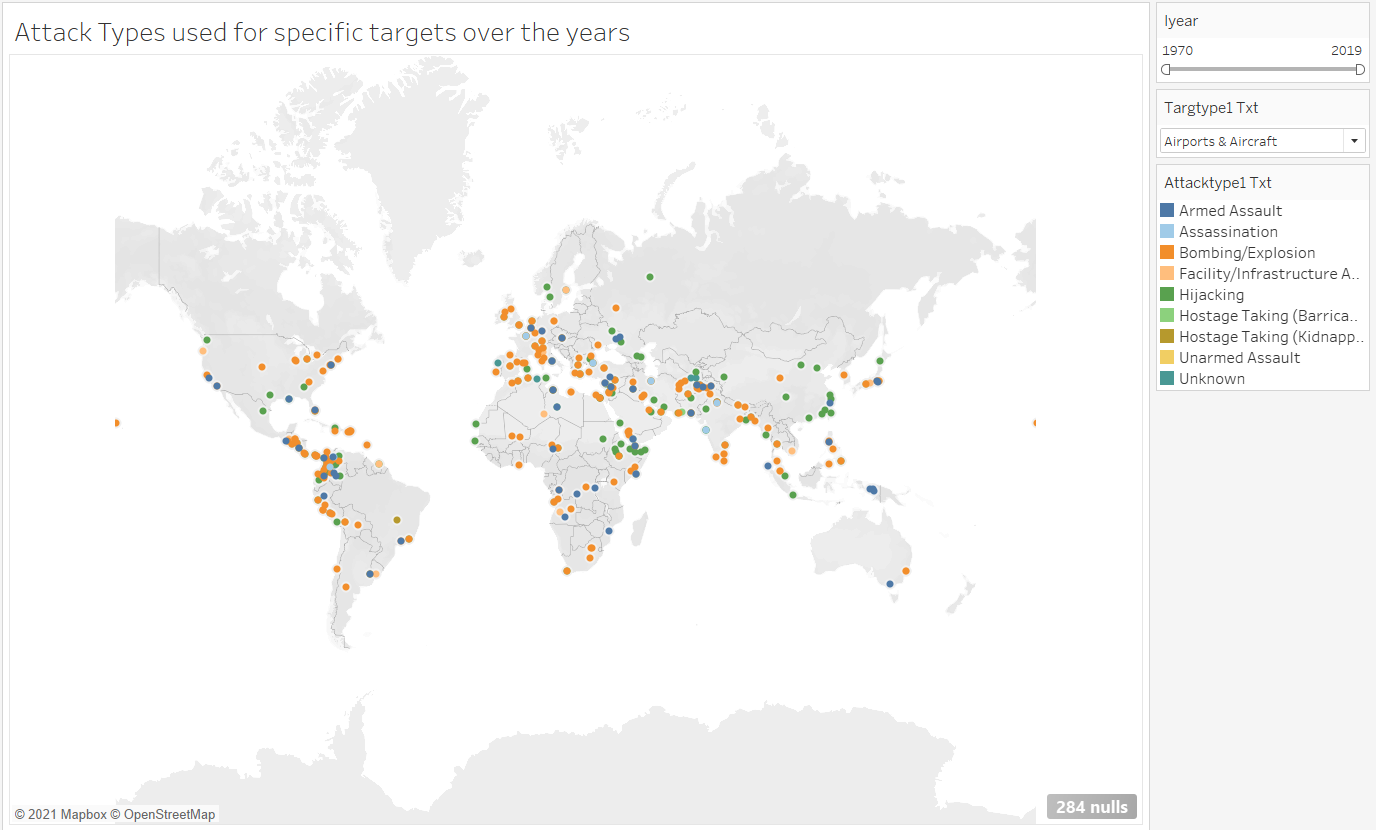 Attack Types used for specific targets over the years
Iyear
1970 2019
Targtype1 Txt
Airports & Aircraft
Attacktype1 Txt
Armed Assault
Assassination
Bombing/Explosion
Facility/Infrastructure A..
Hijacking
Hostage Taking (Barrica..
Hostage Taking (Kidnapp..
Unarmed Assault
Unknown
© 2021 Mapbox © OpenStreetMap
284 nulls